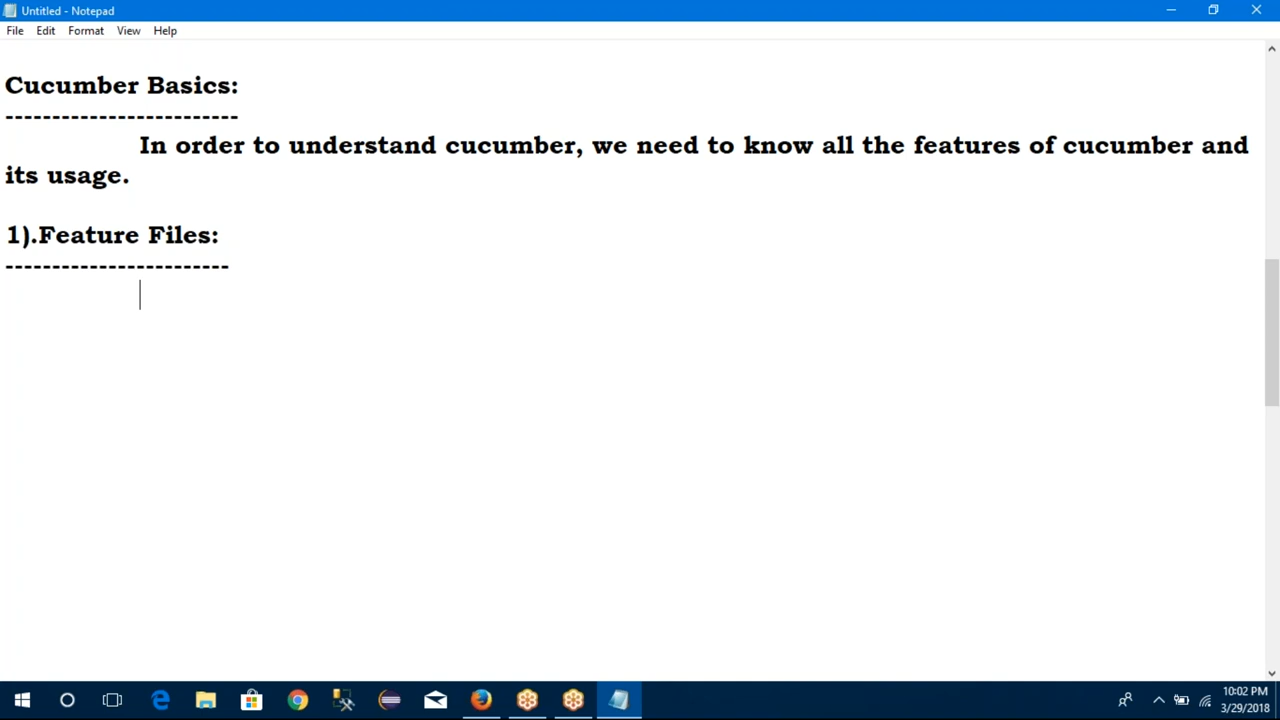 Untitled - Notepad
File Edit Format View Help
Cucumber Basics:
-------------------------
In order to understand cucumber, we need to know all the features of cucumber and
its usage.
1).Feature Files:
------------------------
10:02 PM
3/29/2018